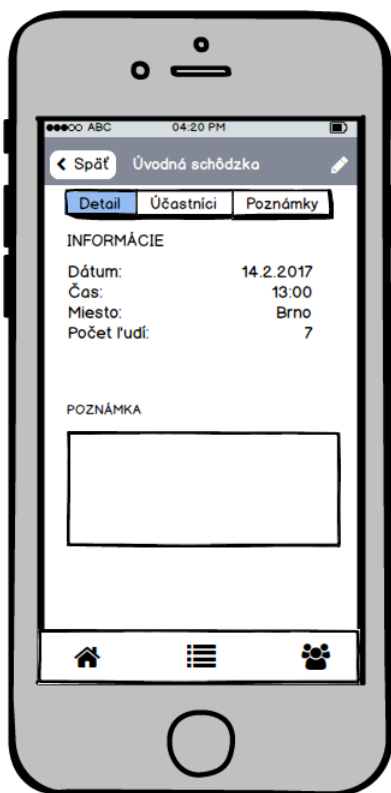 ABC 04:20 PM
Späť Úvodná schôdzka
Detail Účastníci Poznámky
INFORMÁCIE
Dátum: 14.2.2017
Čas: 13:00
Miesto: Brno
Počet ľudí: 7
POZNÁMKA